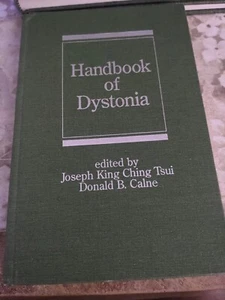 Handbook
of
Dystonia
edited by
Joseph King Ching Tsui
Donald B. Calne